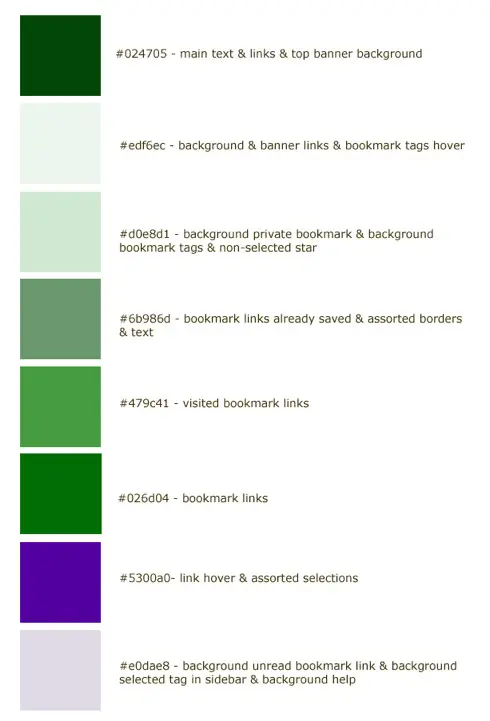 #024705 - main text & links & top banner background
#edf6ec - background & banner links & bookmark tags hover
#d0e8d1 - background private bookmark & background
bookmark tags & non-selected star
#6b986d - bookmark links already saved & assorted borders
& text
#479c41 - visited bookmark links
#026d04 - bookmark links
#5300a0- link hover & assorted selections
#e0dae8 - background unread bookmark link & background
selected tag in sidebar & background help